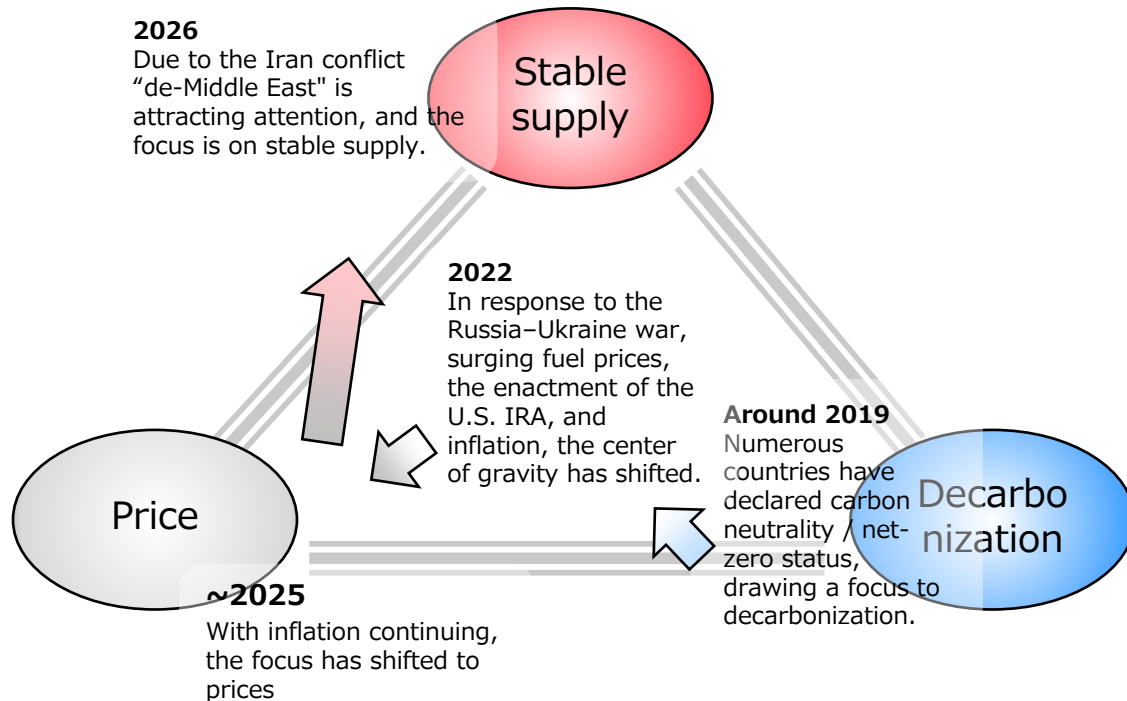 2026
Due to the Iran conflict
“de-Middle East" is
attracting attention, and the
focus is on stable supply.
Stable
supply
2022
In response to the
Russia–Ukraine war,
surging fuel prices,
the enactment of the
U.S. IRA, and
inflation, the center
of gravity has shifted.
Around 2019
Numerous
countries have
declared carbon
neutrality / net-
zero status,
drawing a focus to
decarbonization.
Decarbo
nization
Price
~2025
With inflation continuing,
the focus has shifted to
prices